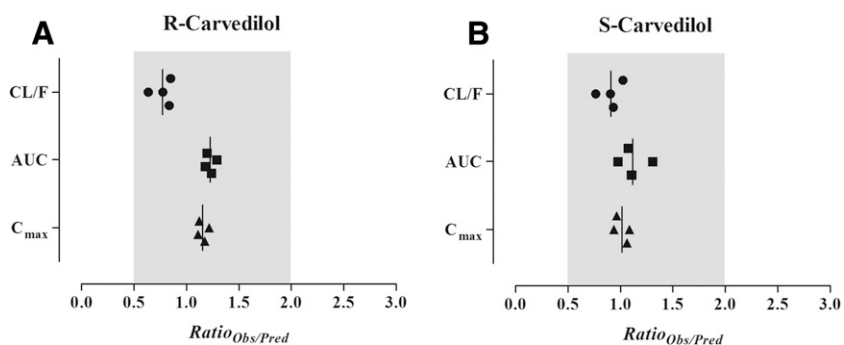 A
R-Carvedilol
CL/F
AUC
Cmax
0.0 0.5 1.0 1.5 2.0 2.5 3.0
RatioObs/Pred
B
S-Carvedilol
CL/F
AUC
Cmax
0.0 0.5 1.0 1.5 2.0 2.5 3.0
RatioObs/Pred